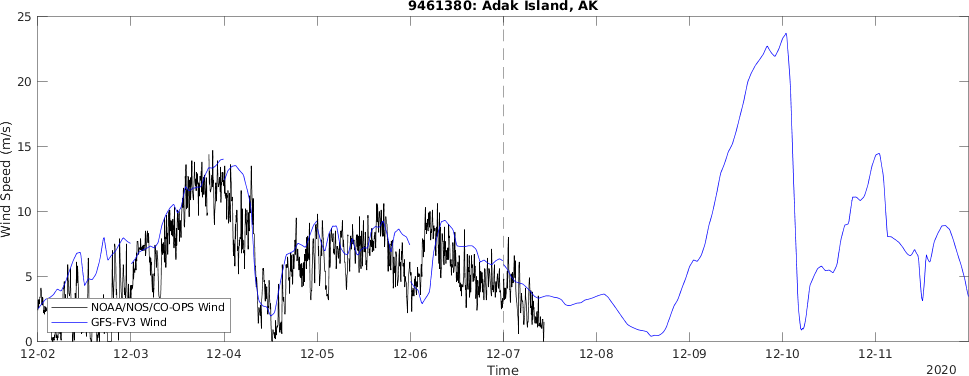 9461380: Adak Island, AK
25
20
15
10
5
0
Wind Speed (m/s)
NOAA/NOS/CO-OPS Wind
GFS-FV3 Wind
12-02 12-03 12-04 12-05 12-06 12-07 12-08 12-09 12-10 12-11
Time
2020